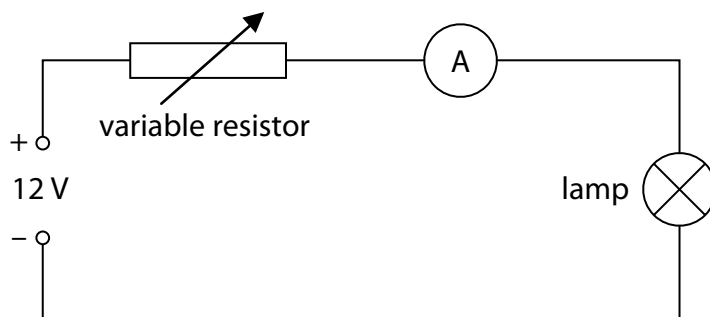 A
variable resistor
+
12 V
lamp
–